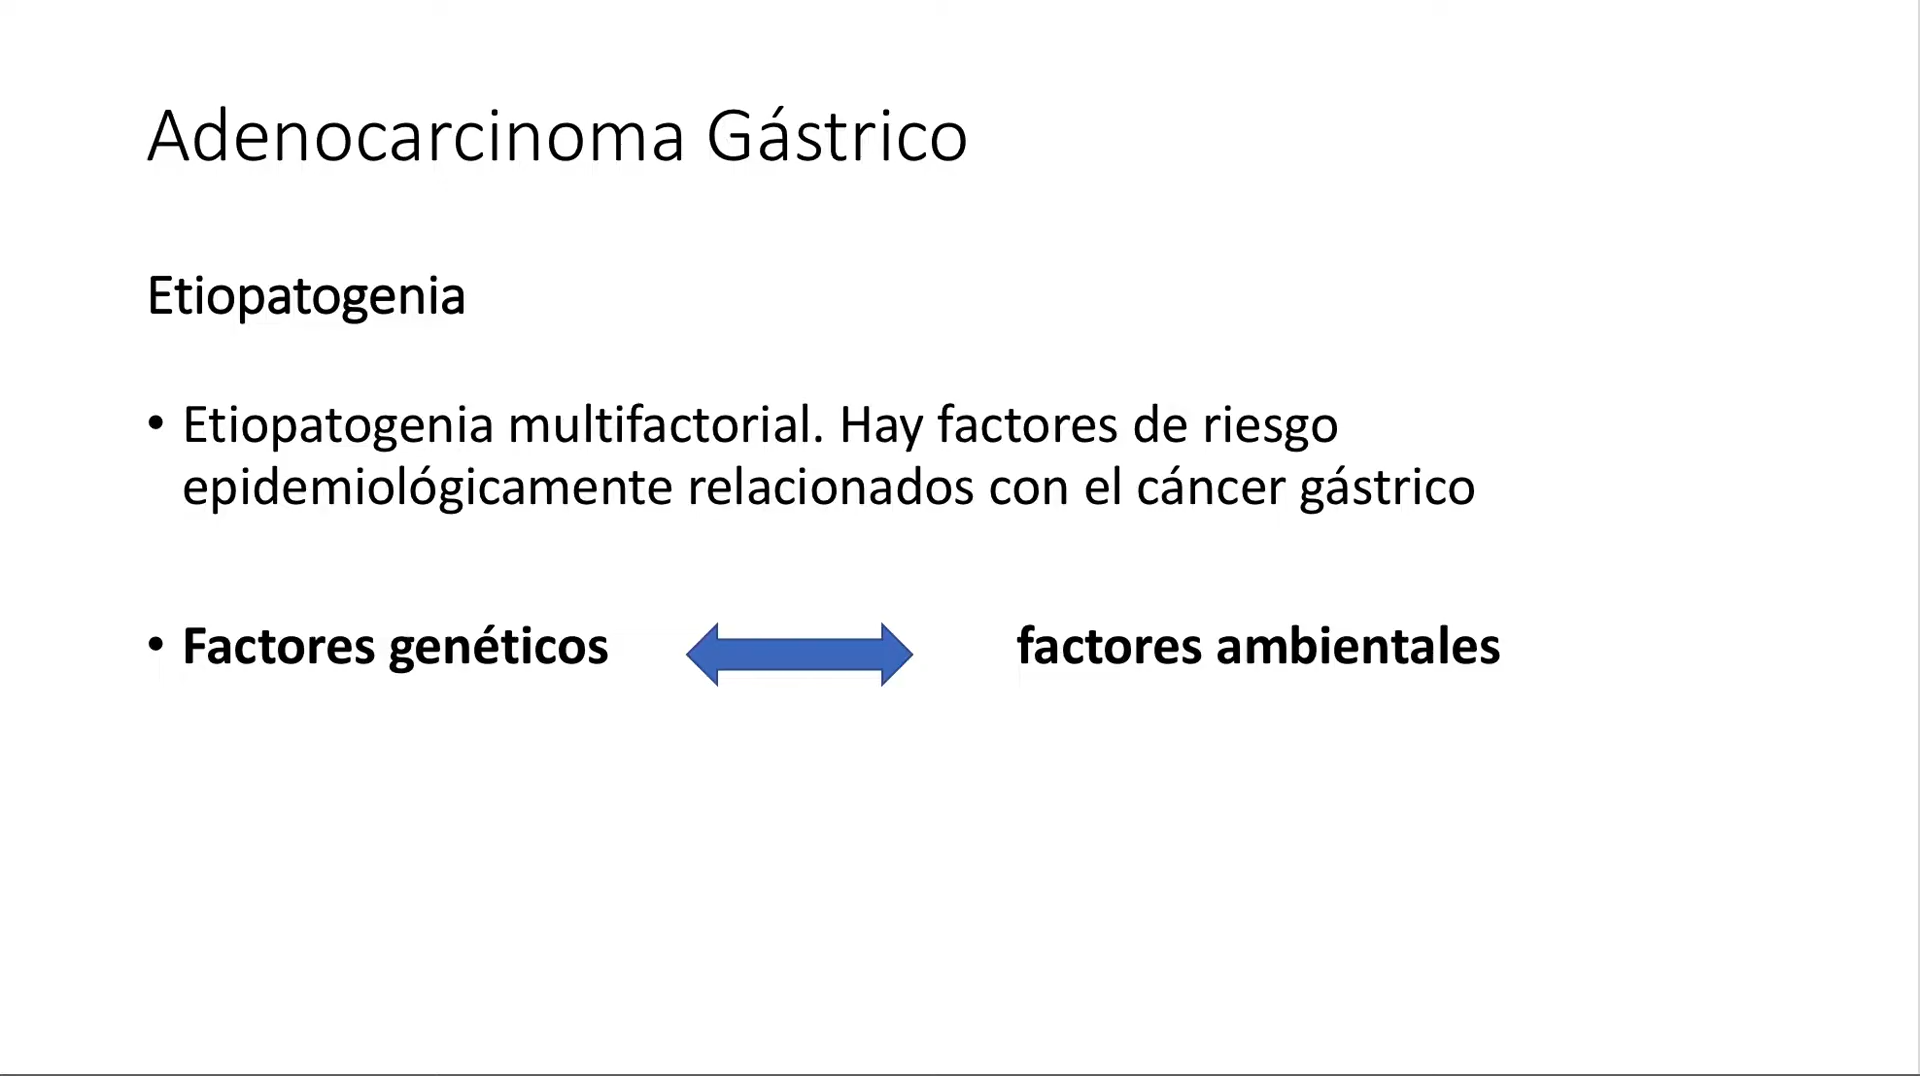 Adenocarcinoma Gástrico
Etiopatogenia
• Etiopatogenia multifactorial. Hay factores de riesgo
epidemiológicamente relacionados con el cáncer gástrico
• Factores genéticos factores ambientales